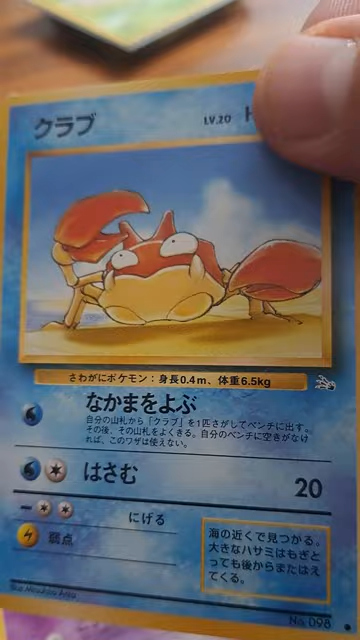 クラブ LV.20
さわがにポケモン：身長0.4m、体重6.5kg
なかまをよぶ
自分の山札から「クラブ」を1匹さがしてベンチに出す。
その後、その山札をよくきる。自分のベンチに空きがなけ
れば、このワザは使えない。
はさむ 20
にげる
弱点
海の近くで見つかる。
大きなハサミはもぎと
っても後からまたはえ
てくる。
No.098